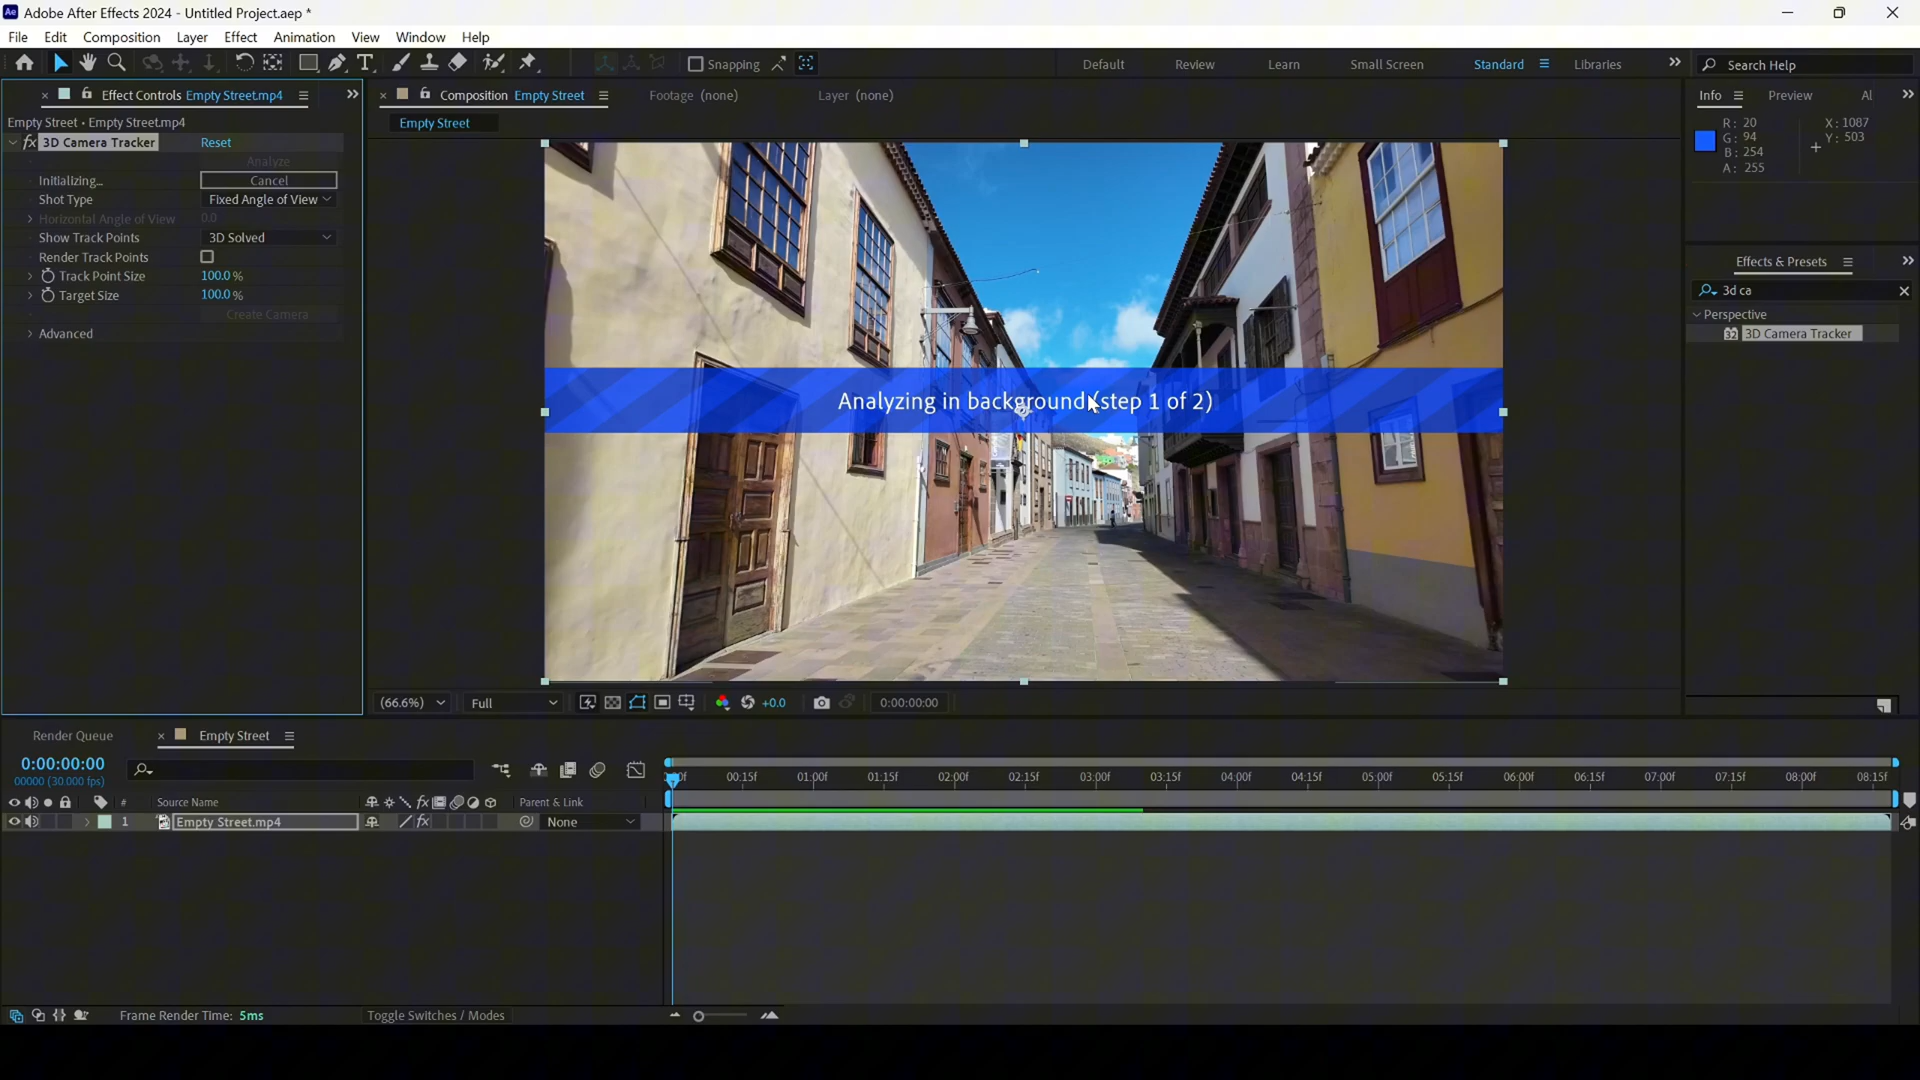 Ae Adobe After Effects 2024 - Untitled Project.aep *
File Edit Composition Layer Effect Animation View Window Help
Snapping Default Review Learn Small Screen Standard Libraries Search Help
Effect Controls Empty Street.mp4
Composition Empty Street
Footage (none)
Layer (none)
Info Preview Al
Empty Street • Empty Street.mp4
Empty Street
R: 20
G: 94
B: 254
A: 255
X: 1087
Y: 503
fx 3D Camera Tracker Reset
Analyze
Initializing... Cancel
Shot Type Fixed Angle of View
Horizontal Angle of View 0.0
Show Track Points 3D Solved
Render Track Points
Track Point Size 100.0 %
Target Size 100.0 %
Create Camera
Advanced
Effects & Presets
3d ca
Perspective
32 3D Camera Tracker
Analyzing in background (step 1 of 2)
(66.6%) Full +0.0 0:00:00:00
Render Queue Empty Street
0:00:00:00
00000 (30.000 fps)
00f 00:15f 01:00f 01:15f 02:00f 02:15f 03:00f 03:15f 04:00f 04:15f 05:00f 05:15f 06:00f 06:15f 07:00f 07:15f 08:00f 08:15f
# Source Name fx Parent & Link
1 Empty Street.mp4 fx None
Frame Render Time: 5ms Toggle Switches / Modes